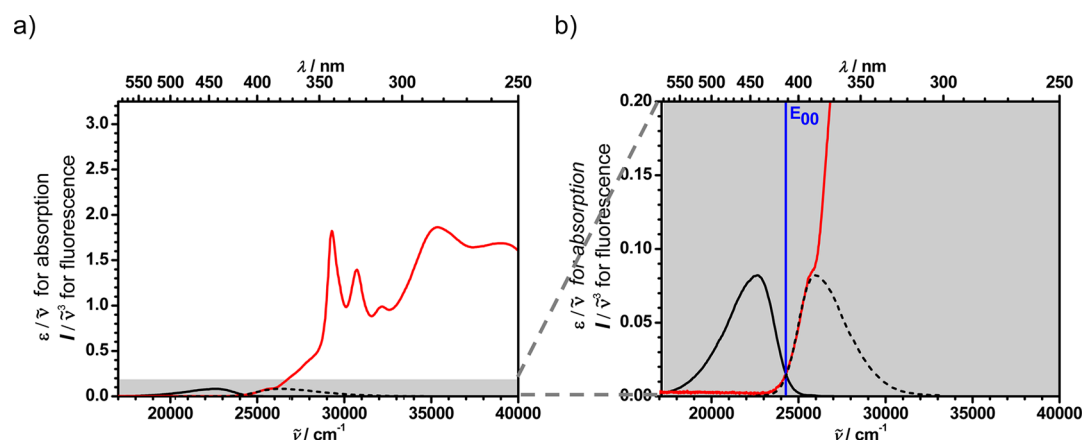 a)
λ / nm
550 500 450 400 350 300 250
3.0
2.5
2.0
1.5
1.0
0.5
0.0
ε / ṽ for absorption
I / ṽ³ for fluorescence
20000 25000 30000 35000 40000
ṽ / cm⁻¹
b)
λ / nm
550 500 450 400 350 300 250
0.20
0.15
0.10
0.05
0.00
E₀₀
ε / ṽ for absorption
I / ṽ³ for fluorescence
20000 25000 30000 35000 40000
ṽ / cm⁻¹